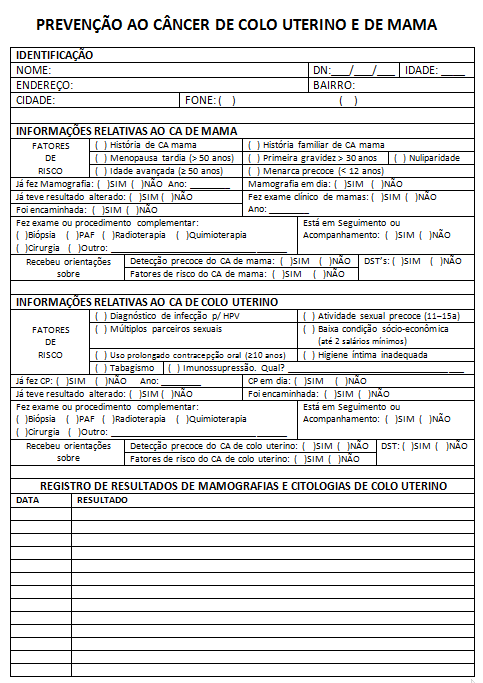 PREVENÇÃO AO CÂNCER DE COLO UTERINO E DE MAMA
IDENTIFICAÇÃO
NOME: DN:___/___/___ IDADE: ____
ENDEREÇO: BAIRRO:
CIDADE: FONE: ( ) ( )
INFORMAÇÕES RELATIVAS AO CA DE MAMA
FATORES DE RISCO
( ) História de CA mama ( ) História familiar de CA mama
( ) Menopausa tardia (> 50 anos) ( ) Primeira gravidez > 30 anos ( ) Nuliparidade
( ) Idade avançada (≥ 50 anos) ( ) Menarca precoce (< 12 anos)
Já fez Mamografia: ( )SIM ( )NÃO Ano: ________ Mamografia em dia: ( )SIM ( )NÃO
Já teve resultado alterado: ( )SIM ( )NÃO Fez exame clínico de mamas: ( )SIM ( )NÃO
Foi encaminhada: ( )SIM ( )NÃO Ano: ________
Fez exame ou procedimento complementar: Está em Seguimento ou
( )Biópsia ( )PAF ( )Radioterapia ( )Quimioterapia Acompanhamento: ( )SIM ( )NÃO
( )Cirurgia ( )Outro: ________________
Recebeu orientações sobre
Detecção precoce do CA de mama: ( )SIM ( )NÃO DST's: ( )SIM ( )NÃO
Fatores de risco do CA de mama: ( )SIM ( )NÃO
INFORMAÇÕES RELATIVAS AO CA DE COLO UTERINO
FATORES DE RISCO
( ) Diagnóstico de infecção p/ HPV ( ) Atividade sexual precoce (11–15a)
( ) Múltiplos parceiros sexuais ( ) Baixa condição sócio-econômica
(até 2 salários mínimos)
( ) Uso prolongado contracepção oral (≥10 anos) ( ) Higiene íntima inadequada
( ) Tabagismo ( ) Imunossupressão. Qual? ________________
Já fez CP: ( )SIM ( )NÃO Ano: ________ CP em dia: ( )SIM ( )NÃO
Já teve resultado alterado: ( )SIM ( )NÃO Foi encaminhada: ( )SIM ( )NÃO
Fez exame ou procedimento complementar: Está em Seguimento ou
( )Biópsia ( )PAF ( )Radioterapia ( )Quimioterapia Acompanhamento: ( )SIM ( )NÃO
( )Cirurgia ( )Outro: ________________
Recebeu orientações sobre
Detecção precoce do CA de colo uterino: ( )SIM ( )NÃO DST: ( )SIM ( )NÃO
Fatores de risco do CA de colo uterino: ( )SIM ( )NÃO
REGISTRO DE RESULTADOS DE MAMOGRAFIAS E CITOLOGIAS DE COLO UTERINO
DATA RESULTADO